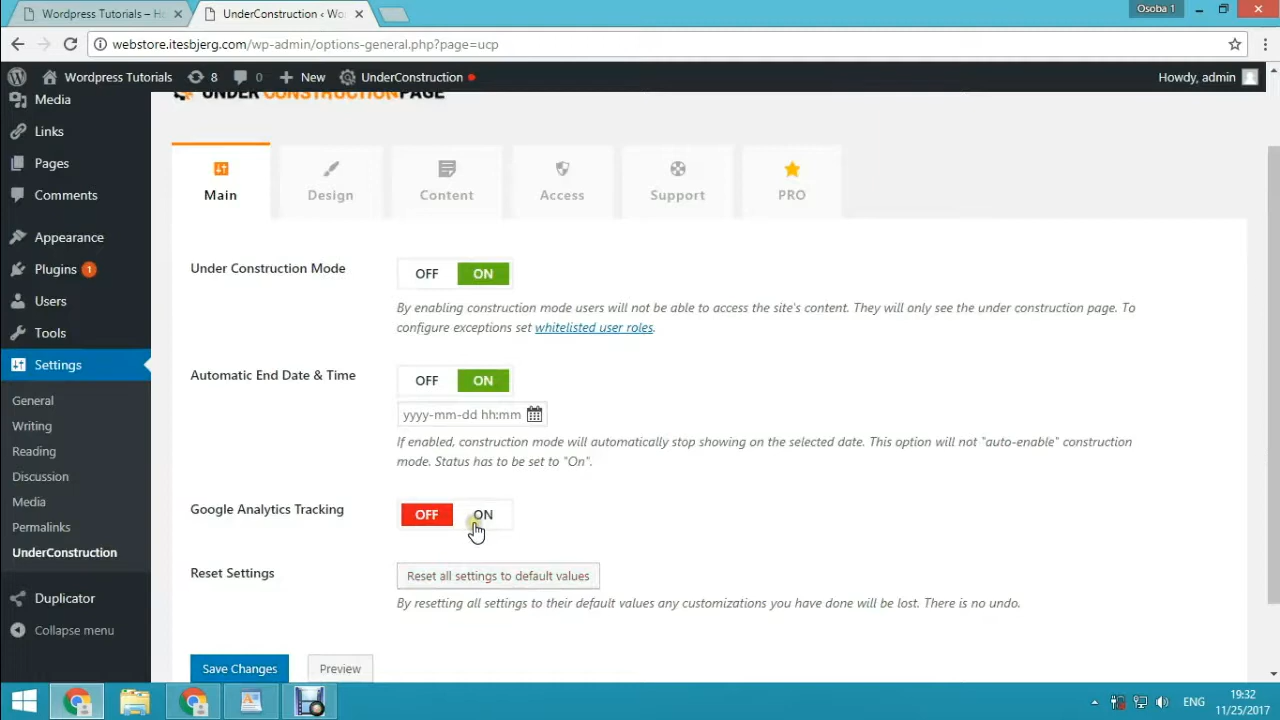 Wordpress Tutorials – H
UnderConstruction ‹ Wo
Osoba 1
webstore.itesbjerg.com/wp-admin/options-general.php?page=ucp
Wordpress Tutorials
8
0
New
UnderConstruction
Howdy, admin
UNDER CONSTRUCTION PAGE
Media
Links
Pages
Comments
Appearance
Plugins 1
Users
Tools
Settings
General
Writing
Reading
Discussion
Media
Permalinks
UnderConstruction
Duplicator
Collapse menu
Main
Design
Content
Access
Support
PRO
Under Construction Mode
OFF ON
By enabling construction mode users will not be able to access the site's content. They will only see the under construction page. To
configure exceptions set whitelisted user roles.
Automatic End Date & Time
OFF ON
yyyy-mm-dd hh:mm
If enabled, construction mode will automatically stop showing on the selected date. This option will not "auto-enable" construction
mode. Status has to be set to "On".
Google Analytics Tracking
OFF ON
Reset Settings
Reset all settings to default values
By resetting all settings to their default values any customizations you have done will be lost. There is no undo.
Save Changes
Preview
ENG
19:32
11/25/2017